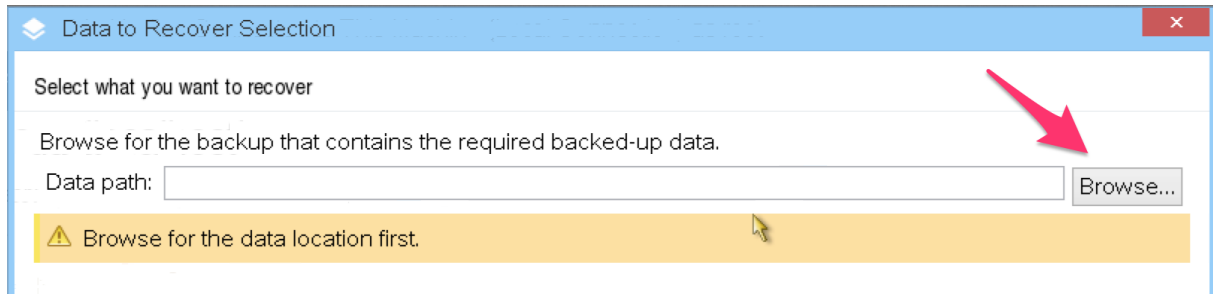 Data to Recover Selection
Select what you want to recover
Browse for the backup that contains the required backed-up data.
Data path:
Browse...
Browse for the data location first.